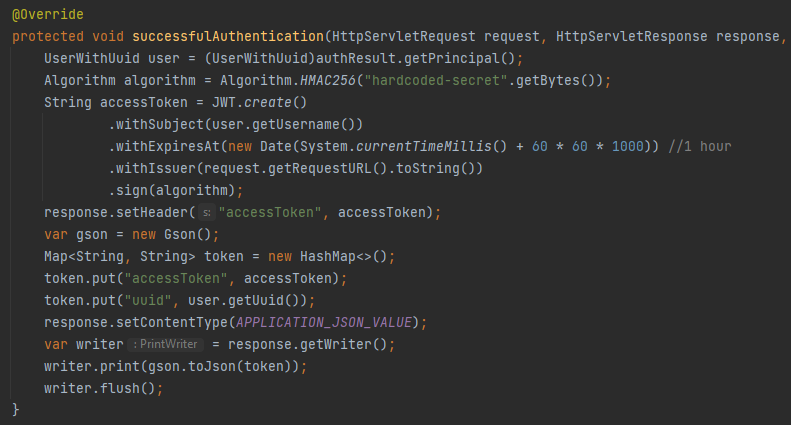 @Override
protected void successfulAuthentication(HttpServletRequest request, HttpServletResponse response,
    UserWithUuid user = (UserWithUuid)authResult.getPrincipal();
    Algorithm algorithm = Algorithm.HMAC256("hardcoded-secret".getBytes());
    String accessToken = JWT.create()
            .withSubject(user.getUsername())
            .withExpiresAt(new Date(System.currentTimeMillis() + 60 * 60 * 1000)) //1 hour
            .withIssuer(request.getRequestURL().toString())
            .sign(algorithm);
    response.setHeader( s: "accessToken", accessToken);
    var gson = new Gson();
    Map<String, String> token = new HashMap<>();
    token.put("accessToken", accessToken);
    token.put("uuid", user.getUuid());
    response.setContentType(APPLICATION_JSON_VALUE);
    var writer : PrintWriter = response.getWriter();
    writer.print(gson.toJson(token));
    writer.flush();
}